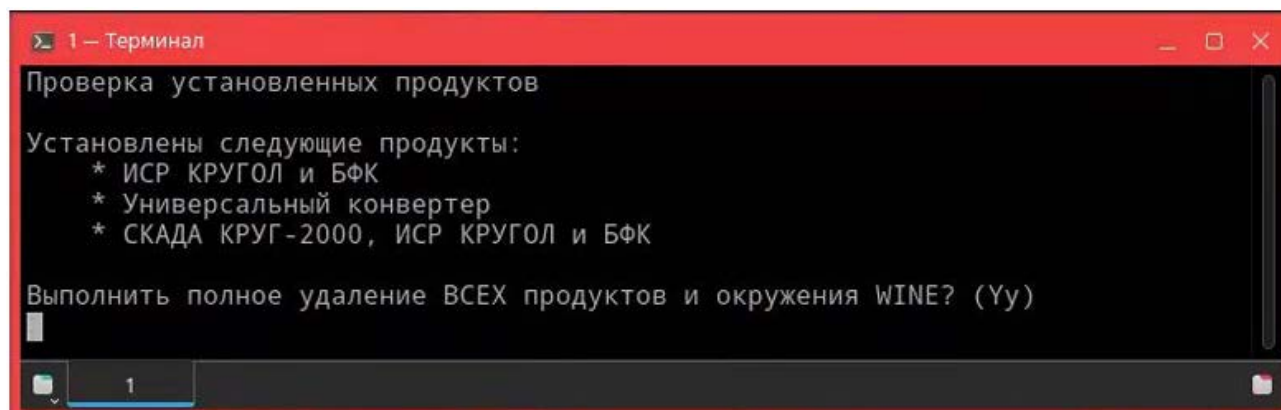 1 — Терминал
Проверка установленных продуктов
Установлены следующие продукты:
* ИСР КРУГОЛ и БФК
* Универсальный конвертер
* СКАДА КРУГ-2000, ИСР КРУГОЛ и БФК
Выполнить полное удаление ВСЕХ продуктов и окружения WINE? (Yy)
1